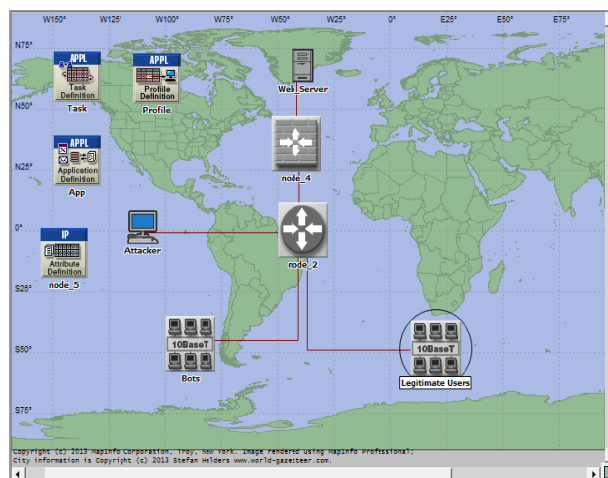 W150° W125° W100° W75° W50° W25° 0° E25° E50° E75°
N75°
APPL
Task
Definition
Task
APPL
Profile
Definition
Profile
Web_Server
N50°
node_4
APPL
Application
Definition
App
N25°
0°
Attacker
node_2
IP
Attribute
Definition
node_5
S25°
10BaseT
Bots
10BaseT
Legitimate Users
S50°
S75°
Copyright (c) 2013 MapInfo Corporation, Troy, New York. Image rendered using MapInfo Professional;
City information is Copyright (c) 2013 Stefan Helders www.world-gazetteer.com.